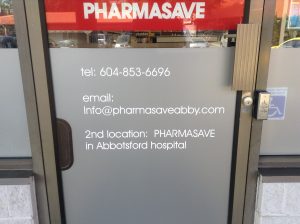 PHARMASAVE
tel: 604-853-6696
email:
Info@pharmasaveabby.com
2nd location: PHARMASAVE
in Abbotsford hospital